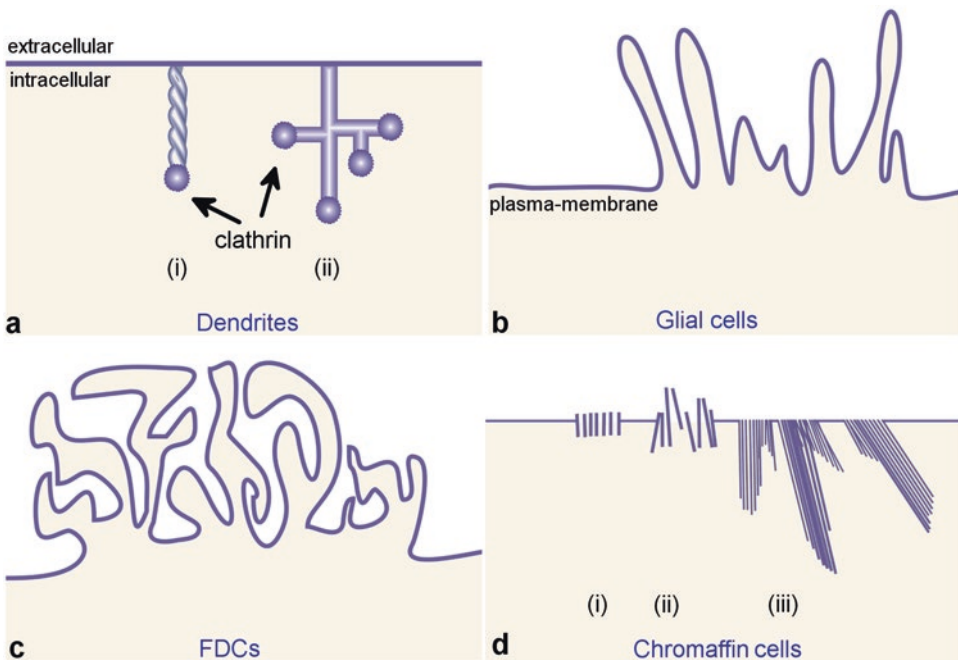 extracellular
intracellular
clathrin
(i) (ii)
a Dendrites
plasma-membrane
b Glial cells
c FDCs
(i) (ii) (iii)
d Chromaffin cells